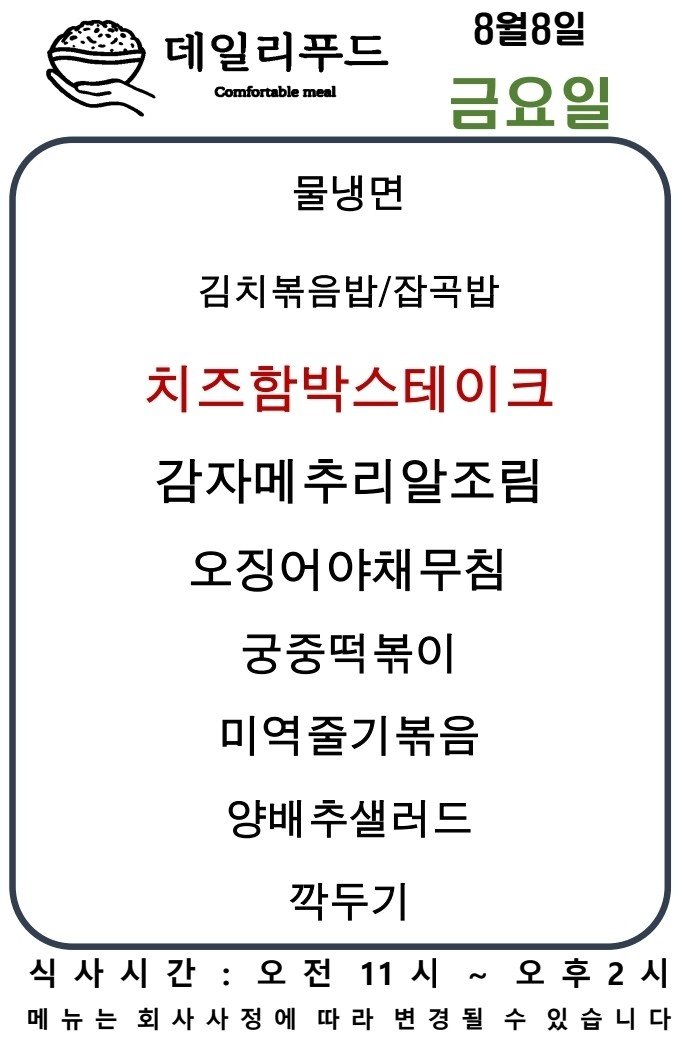 데일리푸드
Comfortable meal
8월8일
금요일
물냉면
김치볶음밥/잡곡밥
치즈함박스테이크
감자메추리알조림
오징어야채무침
궁중떡볶이
미역줄기볶음
양배추샐러드
깍두기
식사시간 : 오전 11시 ~ 오후2시
메뉴는 회사사정에 따라 변경될 수 있습니다